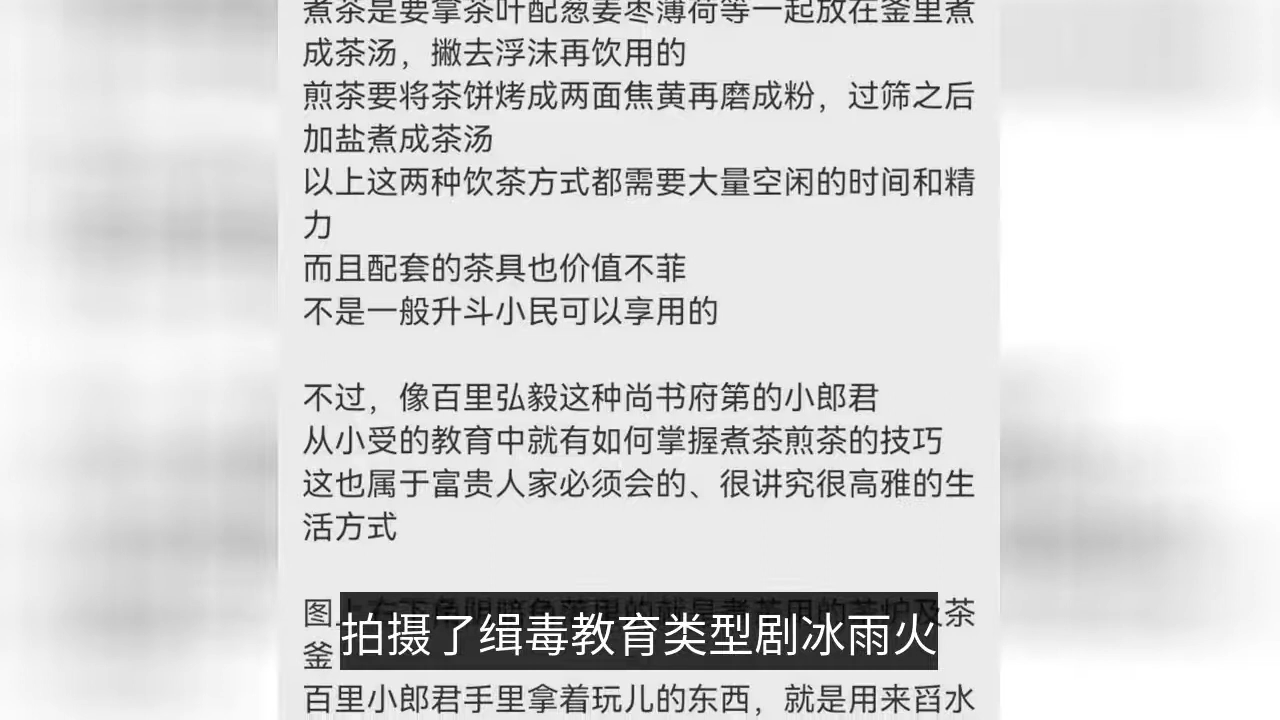 煮茶是要拿茶叶配葱姜枣薄荷等一起放在釜里煮
成茶汤，撇去浮沫再饮用的
煎茶要将茶饼烤成两面焦黄再磨成粉，过筛之后
加盐煮成茶汤
以上这两种饮茶方式都需要大量空闲的时间和精
力
而且配套的茶具也价值不菲
不是一般升斗小民可以享用的
不过，像百里弘毅这种尚书府第的小郎君
从小受的教育中就有如何掌握煮茶煎茶的技巧
这也属于富贵人家必须会的、很讲究很高雅的生
活方式
图上
及茶
釜
拍摄了缉毒教育类型剧冰雨火
百里小郎君手里拿着玩儿的东西，就是用来舀水